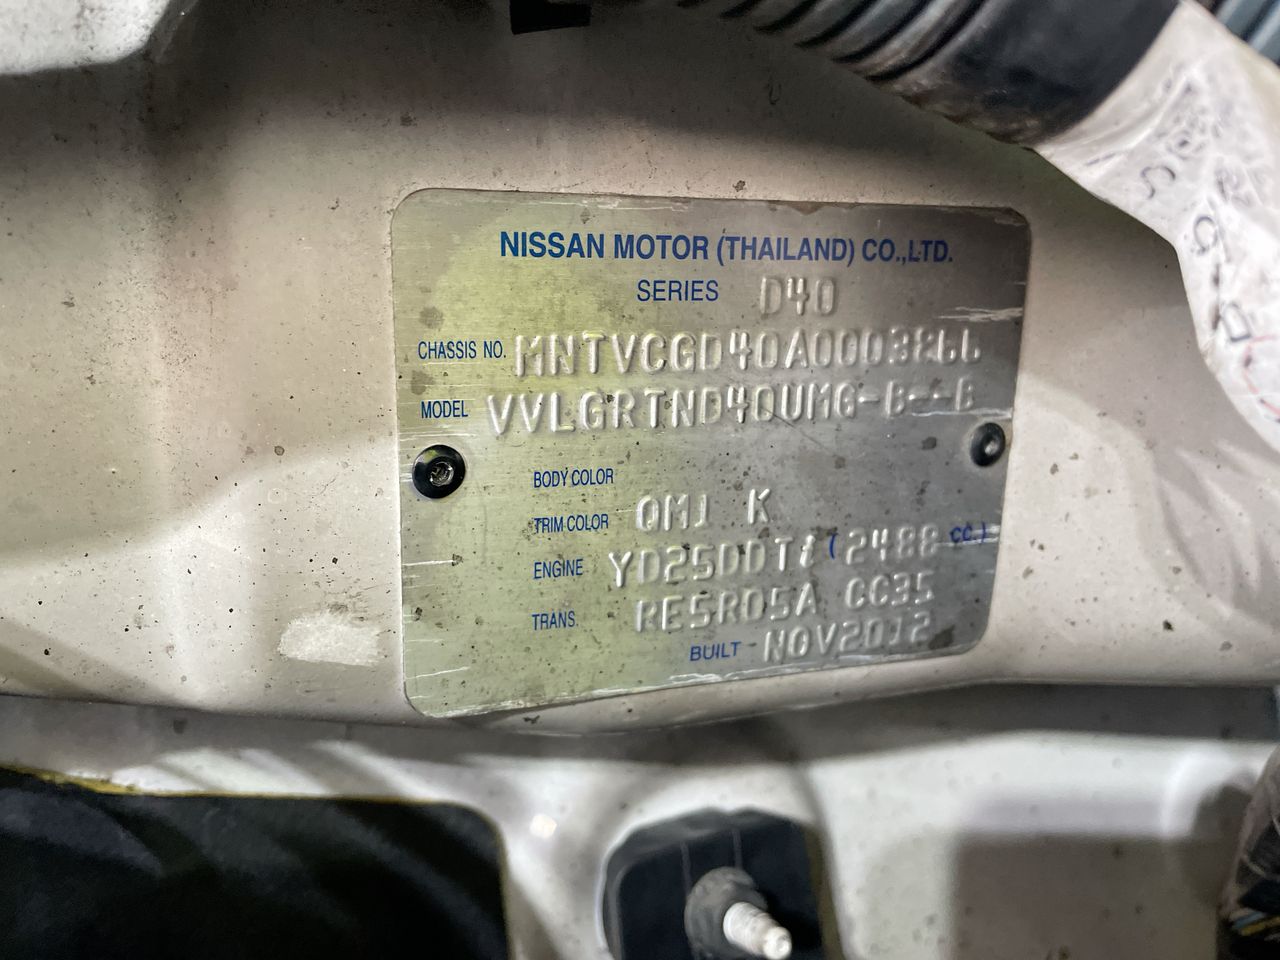 NISSAN MOTOR (THAILAND) CO.,LTD.
SERIES D40
CHASSIS NO. MNTVCGD40A0003266
MODEL VVLGRTND40UMG-B--B
BODY COLOR
TRIM COLOR QM1 K
ENGINE YD25DDTi (2488 CC.)
TRANS. RE5R05A CC35
BUILT NOV2012